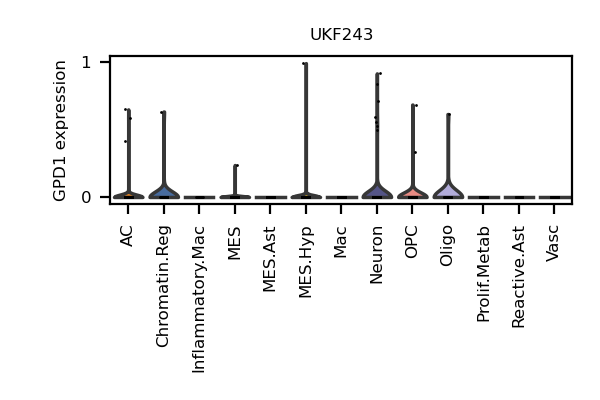 UKF243
GPD1 expression
1
0
AC
Chromatin.Reg
Inflammatory.Mac
MES
MES.Ast
MES.Hyp
Mac
Neuron
OPC
Oligo
Prolif.Metab
Reactive.Ast
Vasc